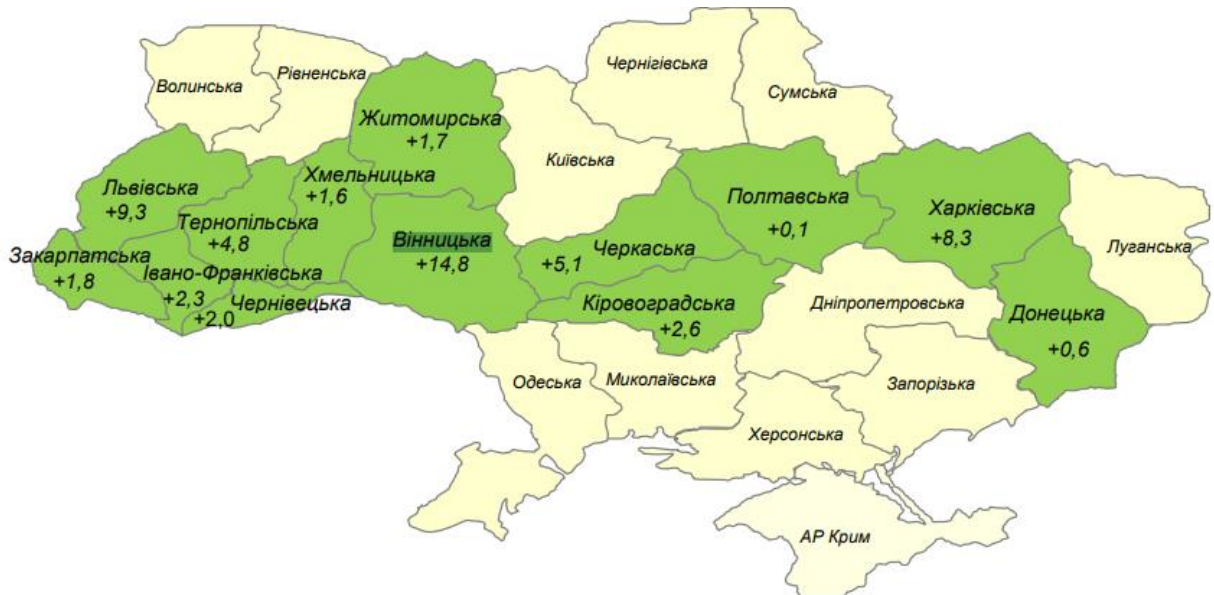 Волинська
Рівненська
Чернігівська
Сумська
Житомирська
+1,7
Київська
Львівська
+9,3
Тернопільська
+4,8
Хмельницька
+1,6
Вінницька
+14,8
Черкаська
+5,1
Полтавська
+0,1
Харківська
+8,3
Луганська
Закарпатська
+1,8
Івано-Франківська
+2,3
Чернівецька
+2,0
Кіровоградська
+2,6
Дніпропетровська
Донецька
+0,6
Одеська
Миколаївська
Запорізька
Херсонська
АР Крим